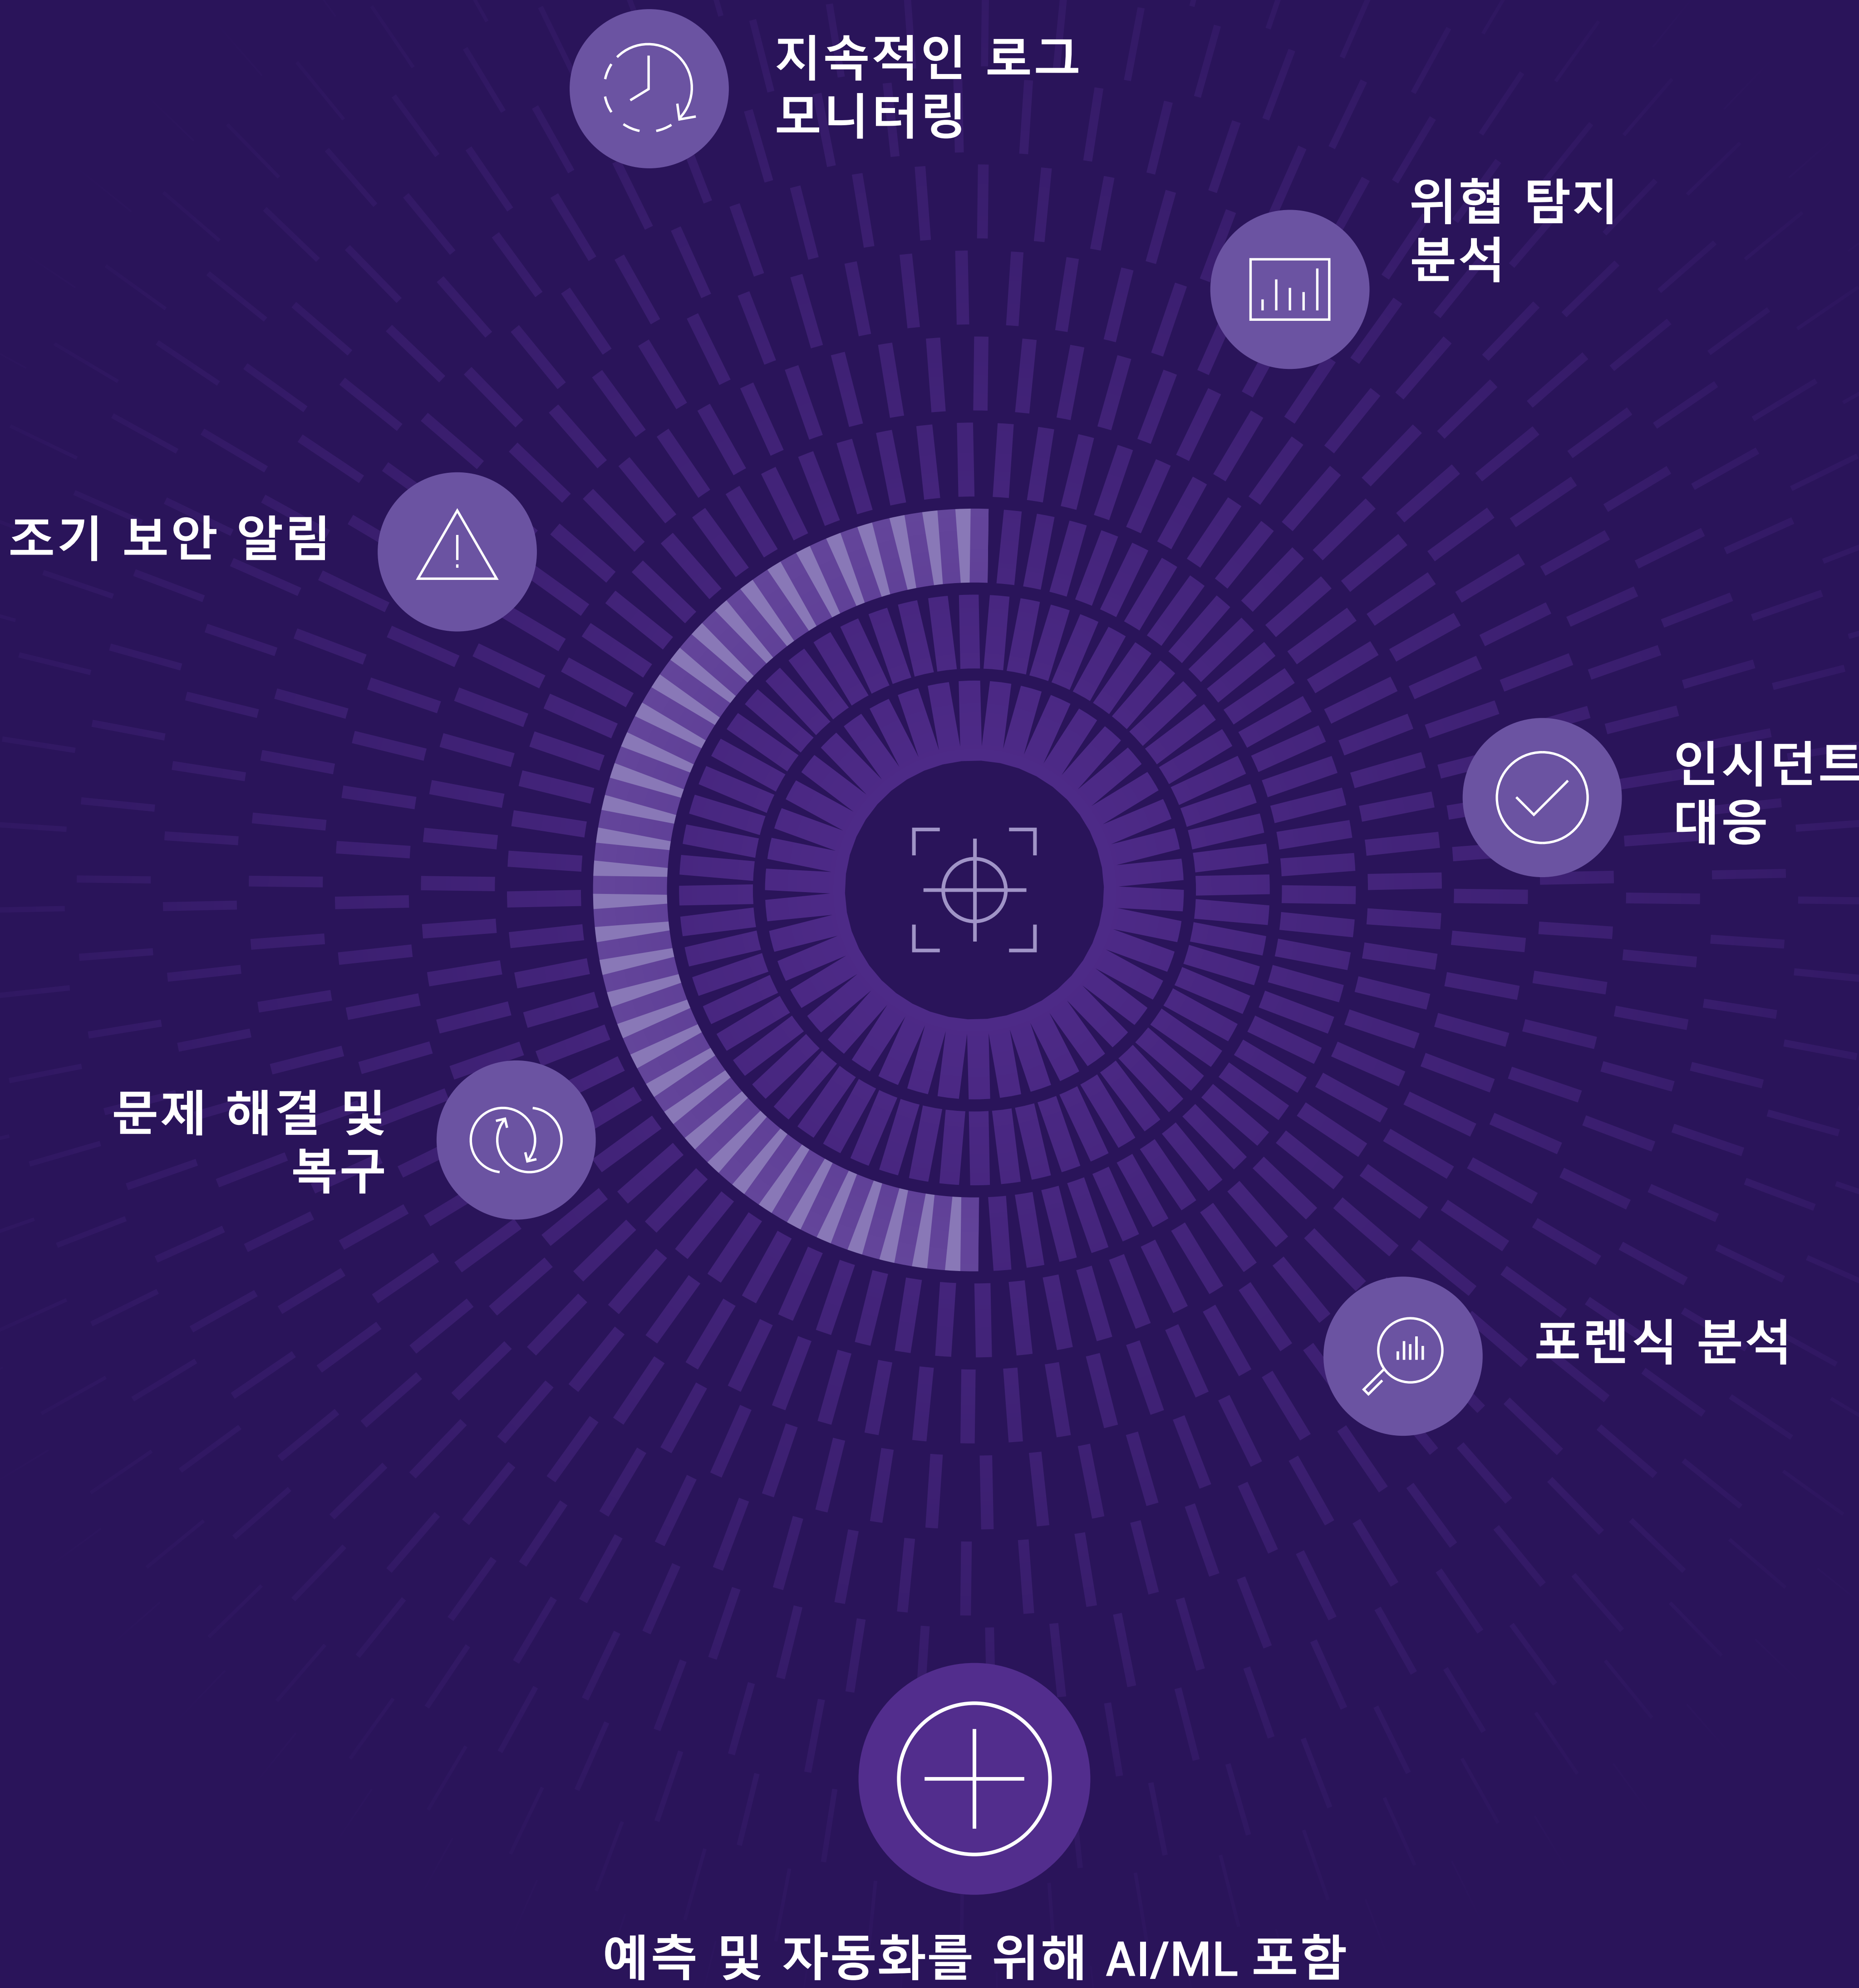 지속적인 로그
모니터링
위협 탐지
분석
조기 보안 알림
인시던트
대응
문제 해결 및
복구
포렌식 분석
예측 및 자동화를 위해 AI/ML 포함